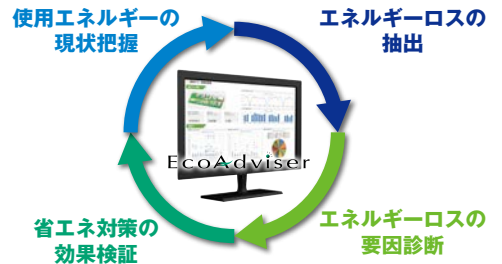 使用エネルギーの
現状把握
エネルギーロスの
抽出
EcoAdviser
省エネ対策の
効果検証
エネルギーロスの
要因診断